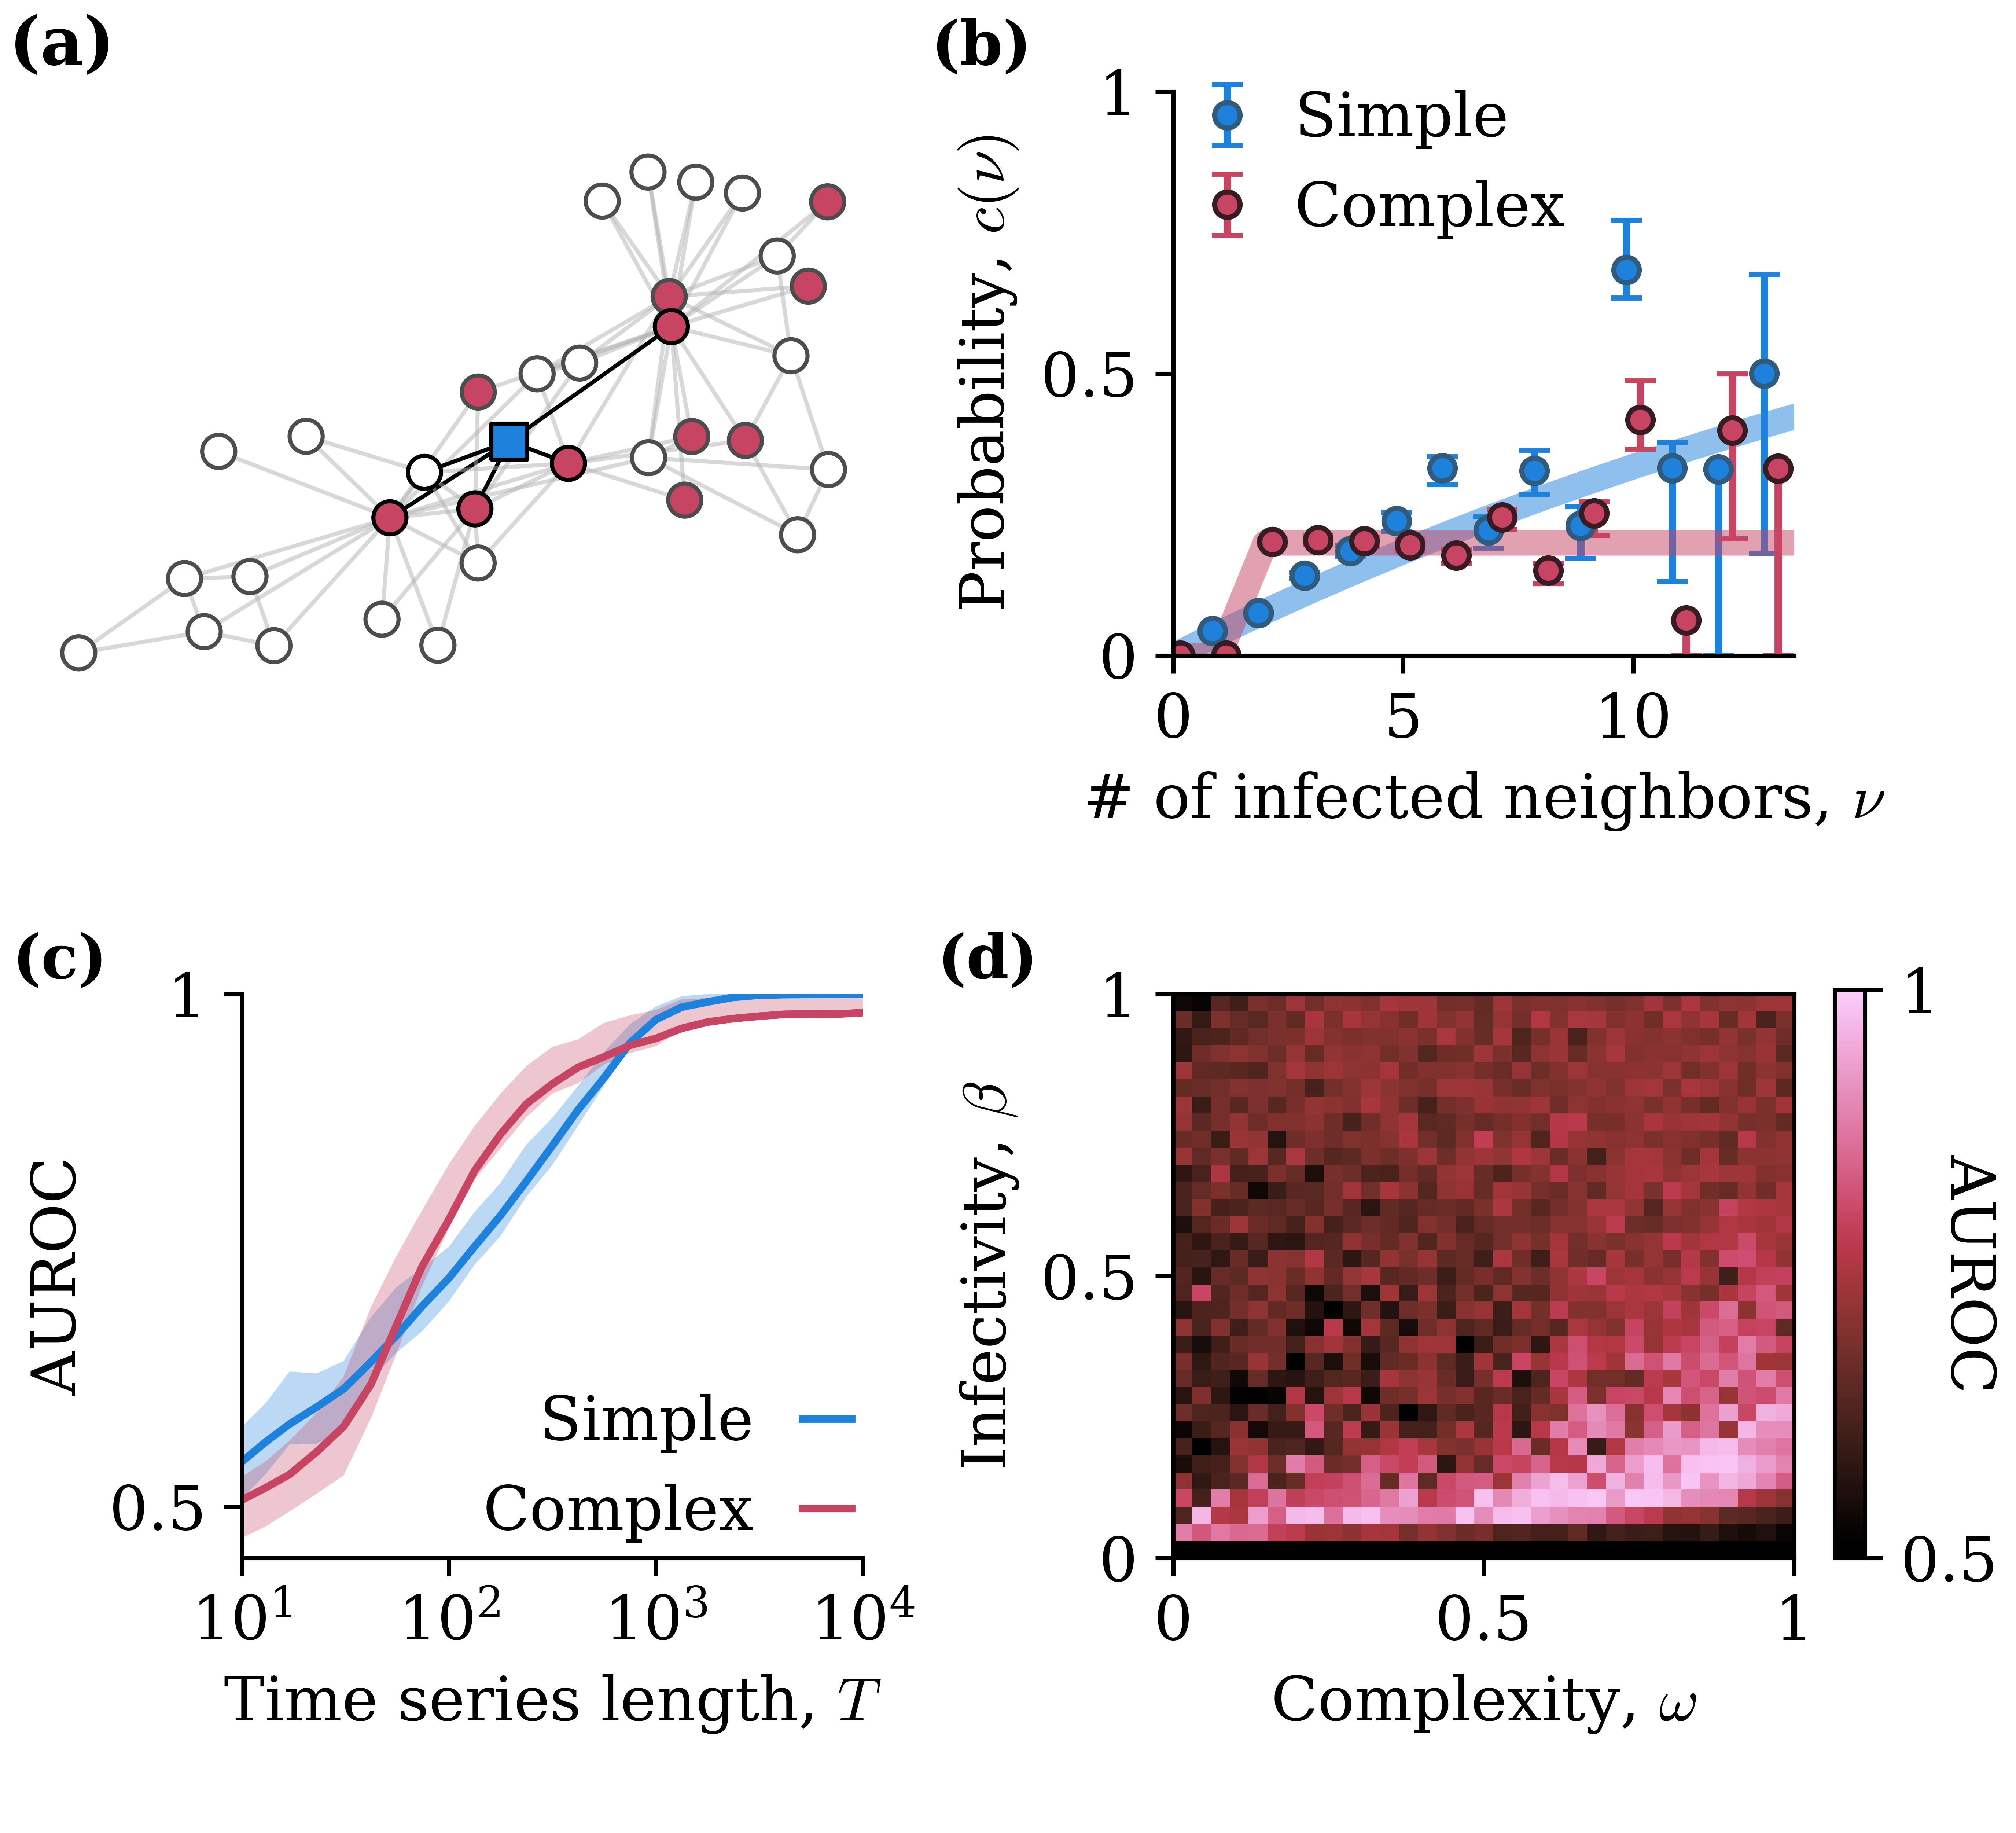 (a)
(b)
1
0.5
0
Probability, c(ν)
Simple
Complex
0 5 10
# of infected neighbors, ν
(c)
1
0.5
AUROC
Simple
Complex
10¹ 10² 10³ 10⁴
Time series length, T
(d)
1
0.5
0
Infectivity, β
0 0.5 1
Complexity, ω
1
0.5
AUROC